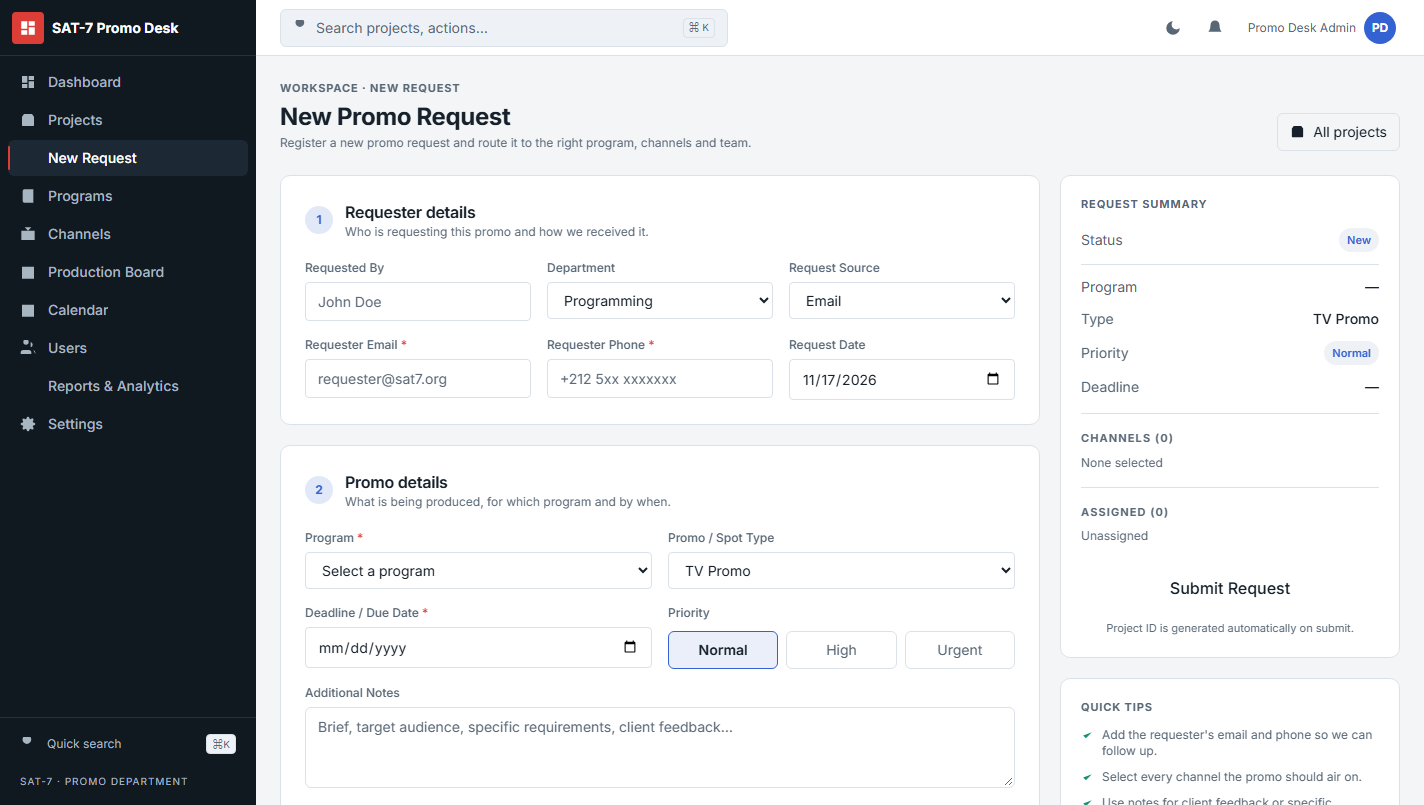 SAT-7 Promo Desk
Dashboard
Projects
New Request
Programs
Channels
Production Board
Calendar
Users
Reports & Analytics
Settings
Quick search
⌘K
SAT-7 · PROMO DEPARTMENT
Search projects, actions...
⌘ K
Promo Desk Admin
PD
WORKSPACE · NEW REQUEST
New Promo Request
Register a new promo request and route it to the right program, channels and team.
All projects
1
Requester details
Who is requesting this promo and how we received it.
Requested By
Department
Request Source
John Doe
Programming
Email
Requester Email *
Requester Phone *
Request Date
requester@sat7.org
+212 5xx xxxxxxx
11/17/2026
2
Promo details
What is being produced, for which program and by when.
Program *
Promo / Spot Type
Select a program
TV Promo
Deadline / Due Date *
Priority
mm/dd/yyyy
Normal
High
Urgent
Additional Notes
Brief, target audience, specific requirements, client feedback...
REQUEST SUMMARY
Status
New
Program
—
Type
TV Promo
Priority
Normal
Deadline
—
CHANNELS (0)
None selected
ASSIGNED (0)
Unassigned
Submit Request
Project ID is generated automatically on submit.
QUICK TIPS
Add the requester's email and phone so we can
follow up.
Select every channel the promo should air on.
Use notes for client feedback or specific